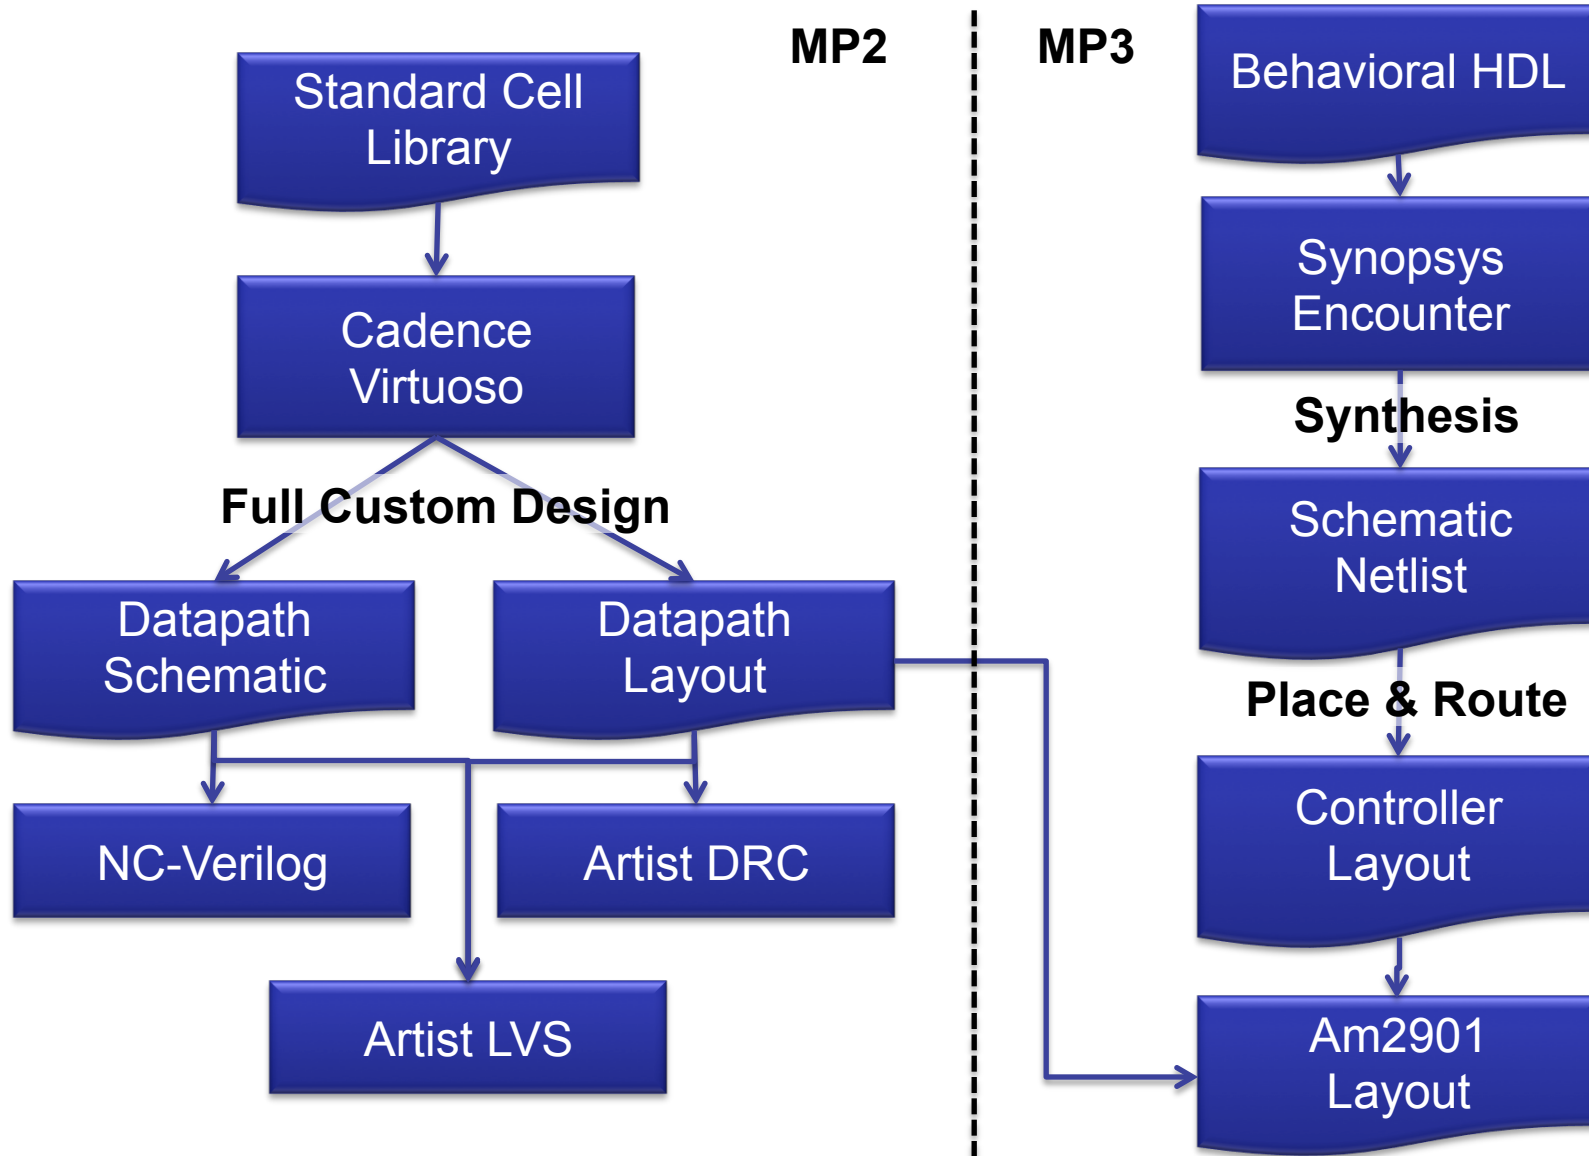 MP2
MP3
Standard Cell
Library
Cadence
Virtuoso
Full Custom Design
Datapath
Schematic
Datapath
Layout
NC-Verilog
Artist DRC
Artist LVS
Behavioral HDL
Synopsys
Encounter
Synthesis
Schematic
Netlist
Place & Route
Controller
Layout
Am2901
Layout